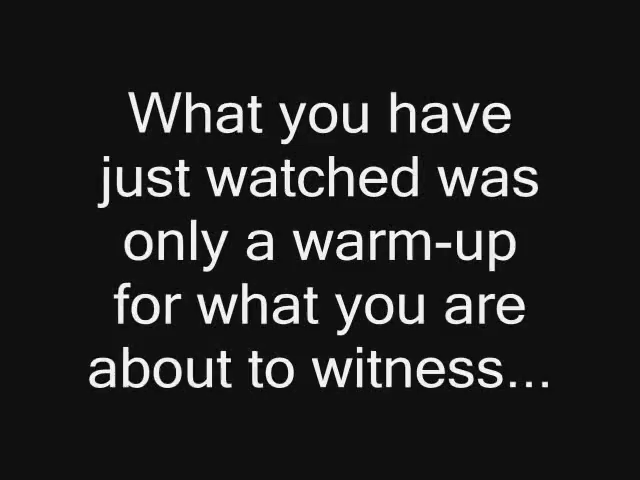 What you have
just watched was
only a warm-up
for what you are
about to witness...